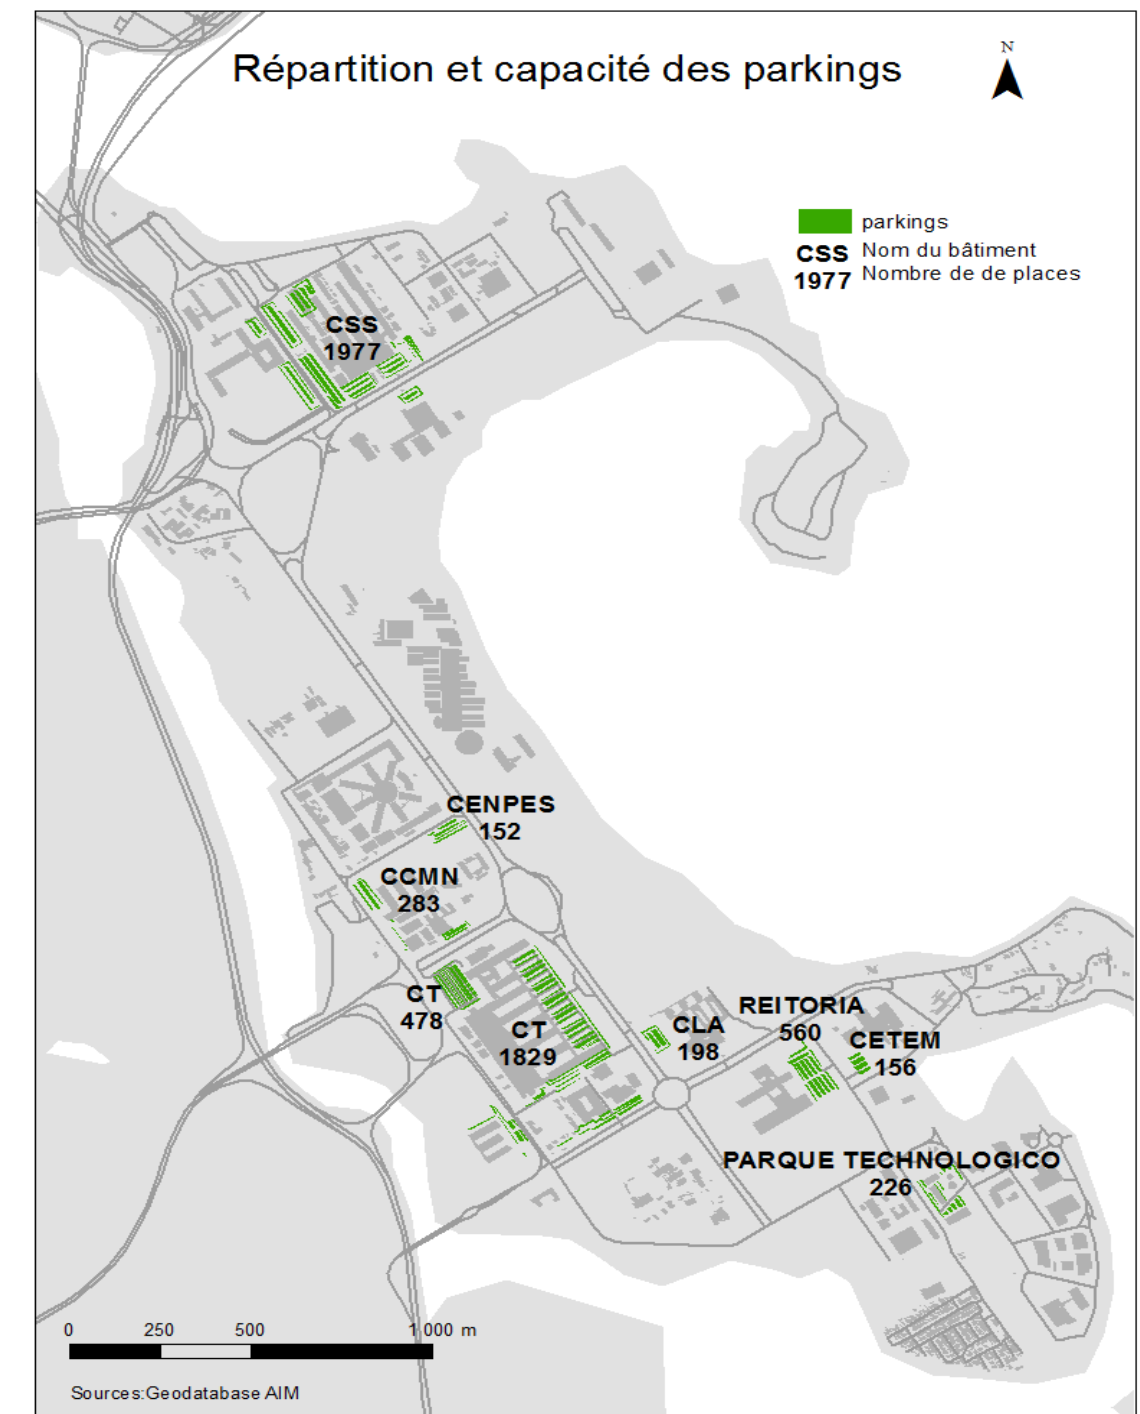 Répartition et capacité des parkings
N
parkings
CSS
1977
Nom du bâtiment
Nombre de de places
CSS
1977
CENPES
152
CCMN
283
CT
478
CT
1829
CLA
198
REITORIA
560
CETEM
156
PARQUE TECHNOLOGICO
226
0 250 500 1 000 m
Sources:Geodatabase AIM